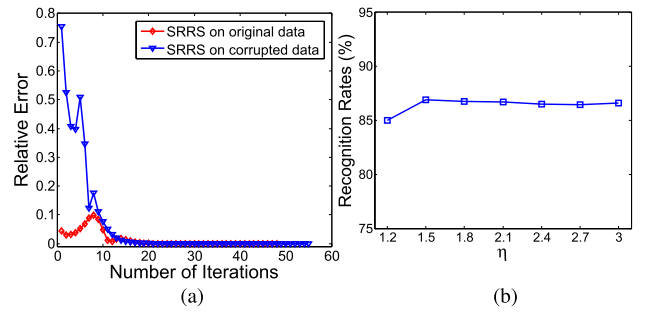 0.8
0.7
0.6
0.5
0.4
0.3
0.2
0.1
0
Relative Error
SRRS on original data
SRRS on corrupted data
0 10 20 30 40 50 60
Number of Iterations
(a)
95
90
85
80
75
Recognition Rates (%)
1.2 1.5 1.8 2.1 2.4 2.7 3
η
(b)